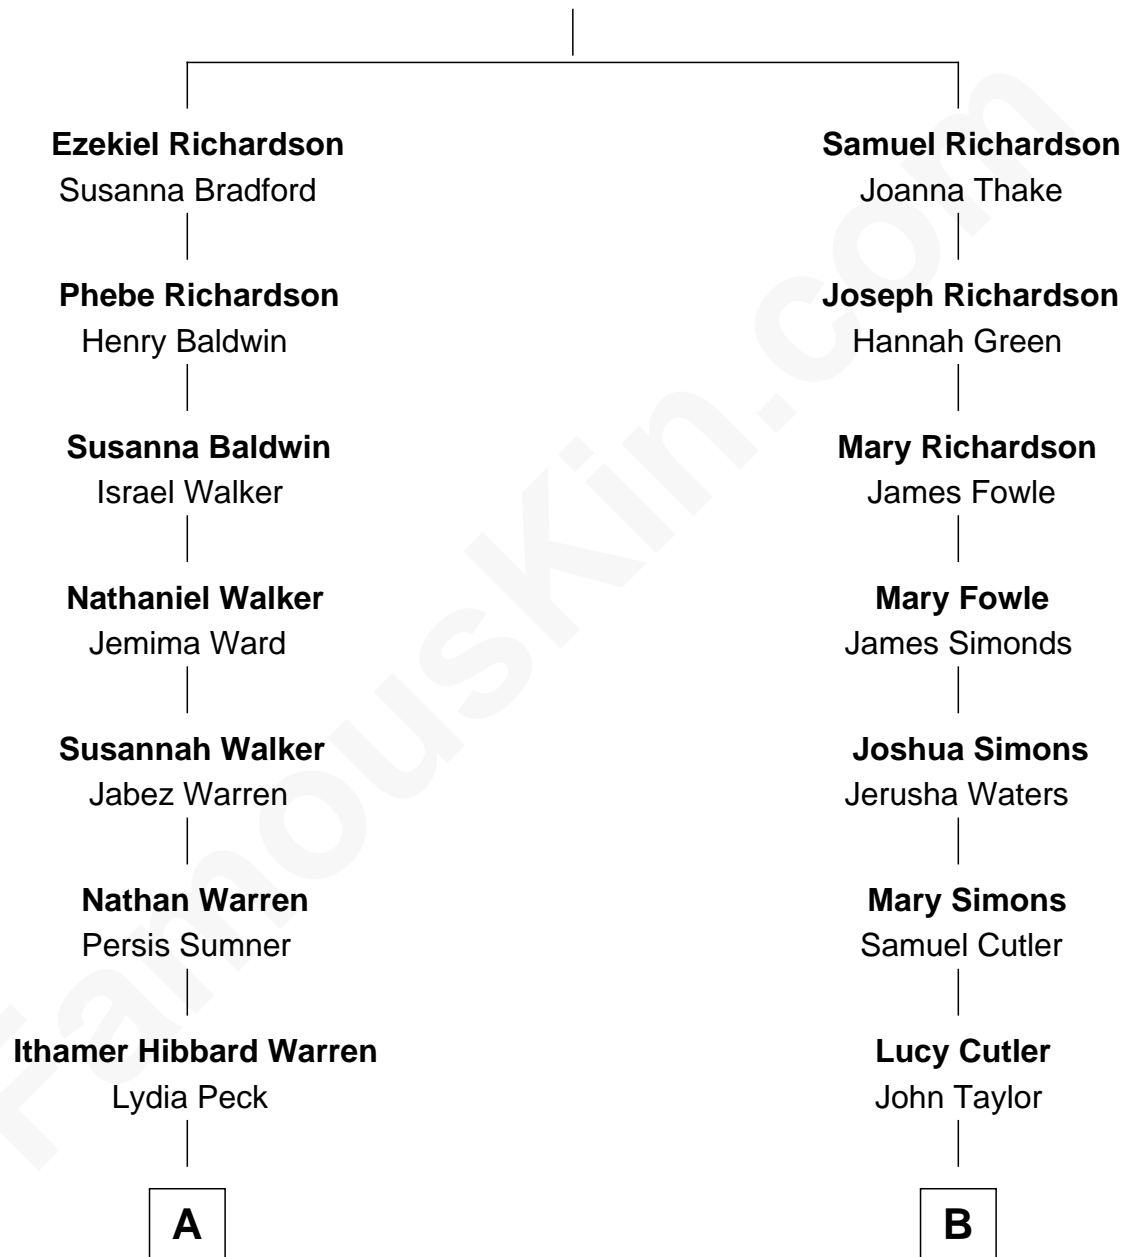 Ezekiel Richardson
Susanna Bradford
Samuel Richardson
Joanna Thake
Phebe Richardson
Henry Baldwin
Joseph Richardson
Hannah Green
Susanna Baldwin
Israel Walker
Mary Richardson
James Fowle
Nathaniel Walker
Jemima Ward
Mary Fowle
James Simonds
Susannah Walker
Jabez Warren
Joshua Simons
Jerusha Waters
Nathan Warren
Persis Sumner
Mary Simons
Samuel Cutler
Ithamer Hibbard Warren
Lydia Peck
Lucy Cutler
John Taylor
A
B
FamousKin.com